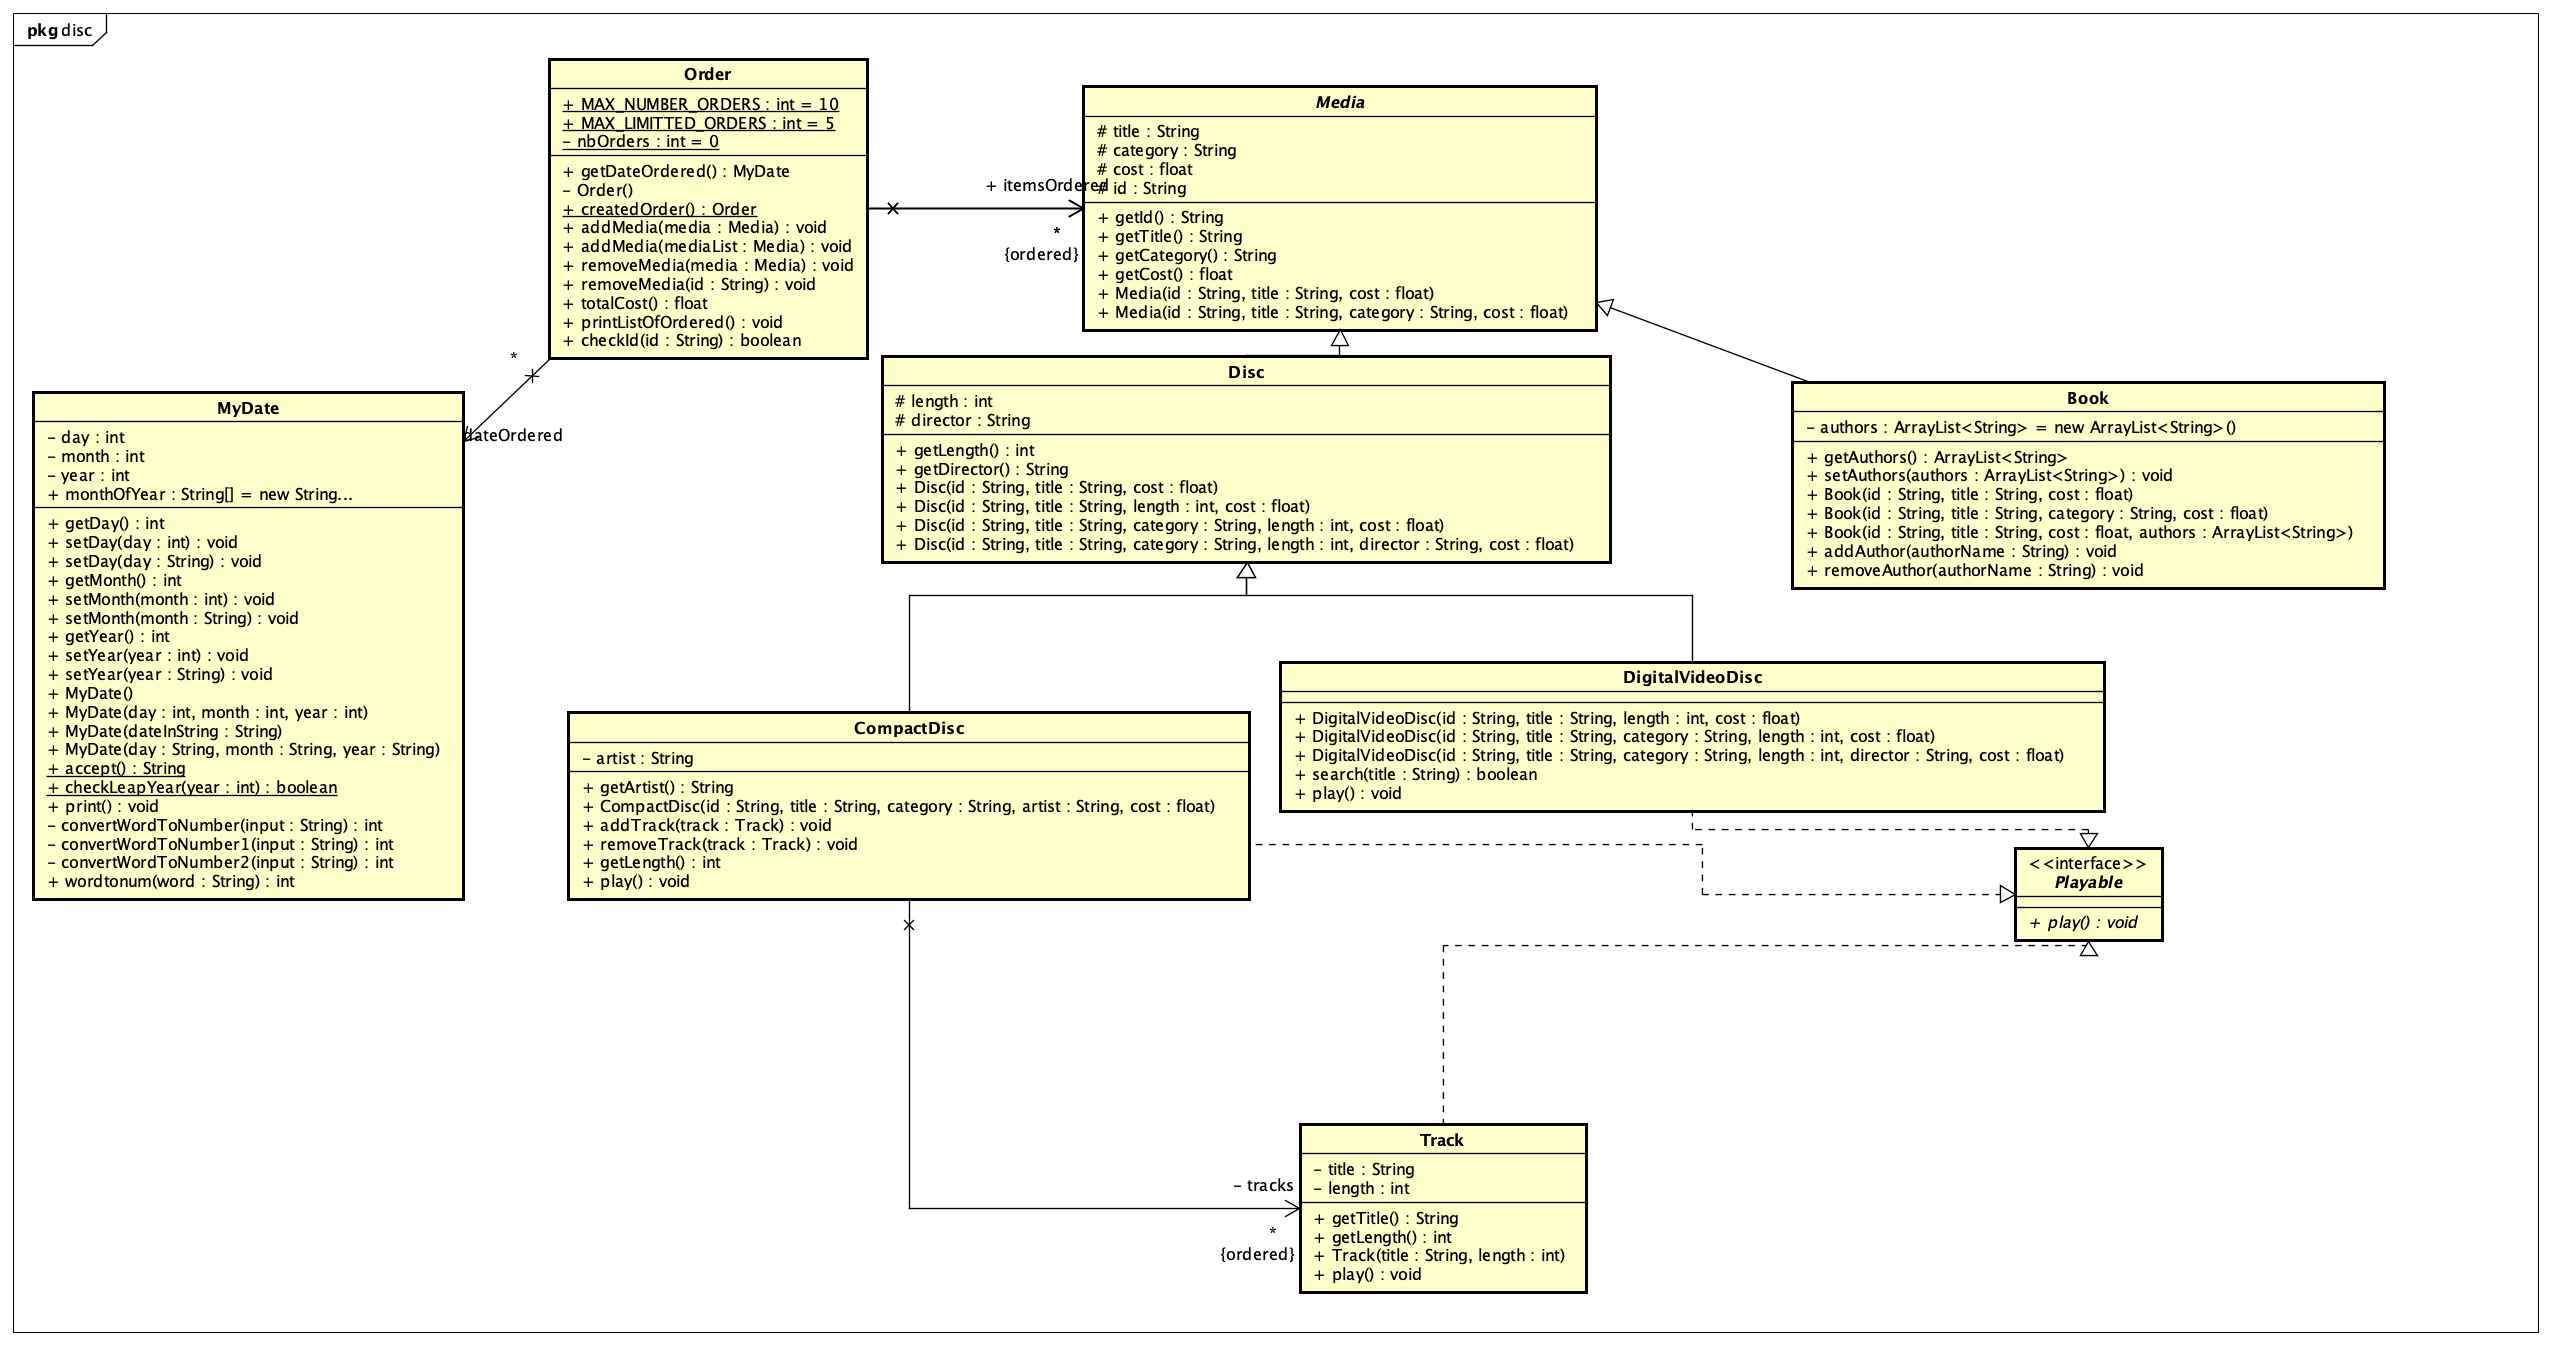 pkg disc
Order
+ MAX_NUMBER_ORDERS : int = 10
+ MAX_LIMITTED_ORDERS : int = 5
- nbOrders : int = 0
+ getDateOrdered() : MyDate
- Order()
+ createdOrder() : Order
+ addMedia(media : Media) : void
+ addMedia(mediaList : Media) : void
+ removeMedia(media : Media) : void
+ removeMedia(id : String) : void
+ totalCost() : float
+ printListOfOrdered() : void
+ checkId(id : String) : boolean
+ itemsOrdered
*
{ordered}
Media
# title : String
# category : String
# cost : float
# id : String
+ getId() : String
+ getTitle() : String
+ getCategory() : String
+ getCost() : float
+ Media(id : String, title : String, cost : float)
+ Media(id : String, title : String, category : String, cost : float)
*
dateOrdered
MyDate
- day : int
- month : int
- year : int
+ monthOfYear : String[] = new String...
+ getDay() : int
+ setDay(day : int) : void
+ setDay(day : String) : void
+ getMonth() : int
+ setMonth(month : int) : void
+ setMonth(month : String) : void
+ getYear() : int
+ setYear(year : int) : void
+ setYear(year : String) : void
+ MyDate()
+ MyDate(day : int, month : int, year : int)
+ MyDate(dateInString : String)
+ MyDate(day : String, month : String, year : String)
+ accept() : String
+ checkLeapYear(year : int) : boolean
+ print() : void
- convertWordToNumber(input : String) : int
- convertWordToNumber1(input : String) : int
- convertWordToNumber2(input : String) : int
+ wordtonum(word : String) : int
Disc
# length : int
# director : String
+ getLength() : int
+ getDirector() : String
+ Disc(id : String, title : String, cost : float)
+ Disc(id : String, title : String, length : int, cost : float)
+ Disc(id : String, title : String, category : String, length : int, cost : float)
+ Disc(id : String, title : String, category : String, length : int, director : String, cost : float)
Book
- authors : ArrayList<String> = new ArrayList<String>()
+ getAuthors() : ArrayList<String>
+ setAuthors(authors : ArrayList<String>) : void
+ Book(id : String, title : String, cost : float)
+ Book(id : String, title : String, category : String, cost : float)
+ Book(id : String, title : String, cost : float, authors : ArrayList<String>)
+ addAuthor(authorName : String) : void
+ removeAuthor(authorName : String) : void
CompactDisc
- artist : String
+ getArtist() : String
+ CompactDisc(id : String, title : String, category : String, artist : String, cost : float)
+ addTrack(track : Track) : void
+ removeTrack(track : Track) : void
+ getLength() : int
+ play() : void
DigitalVideoDisc
+ DigitalVideoDisc(id : String, title : String, length : int, cost : float)
+ DigitalVideoDisc(id : String, title : String, category : String, length : int, cost : float)
+ DigitalVideoDisc(id : String, title : String, category : String, length : int, director : String, cost : float)
+ search(title : String) : boolean
+ play() : void
<<interface>>
Playable
+ play() : void
- tracks
*
{ordered}
Track
- title : String
- length : int
+ getTitle() : String
+ getLength() : int
+ Track(title : String, length : int)
+ play() : void